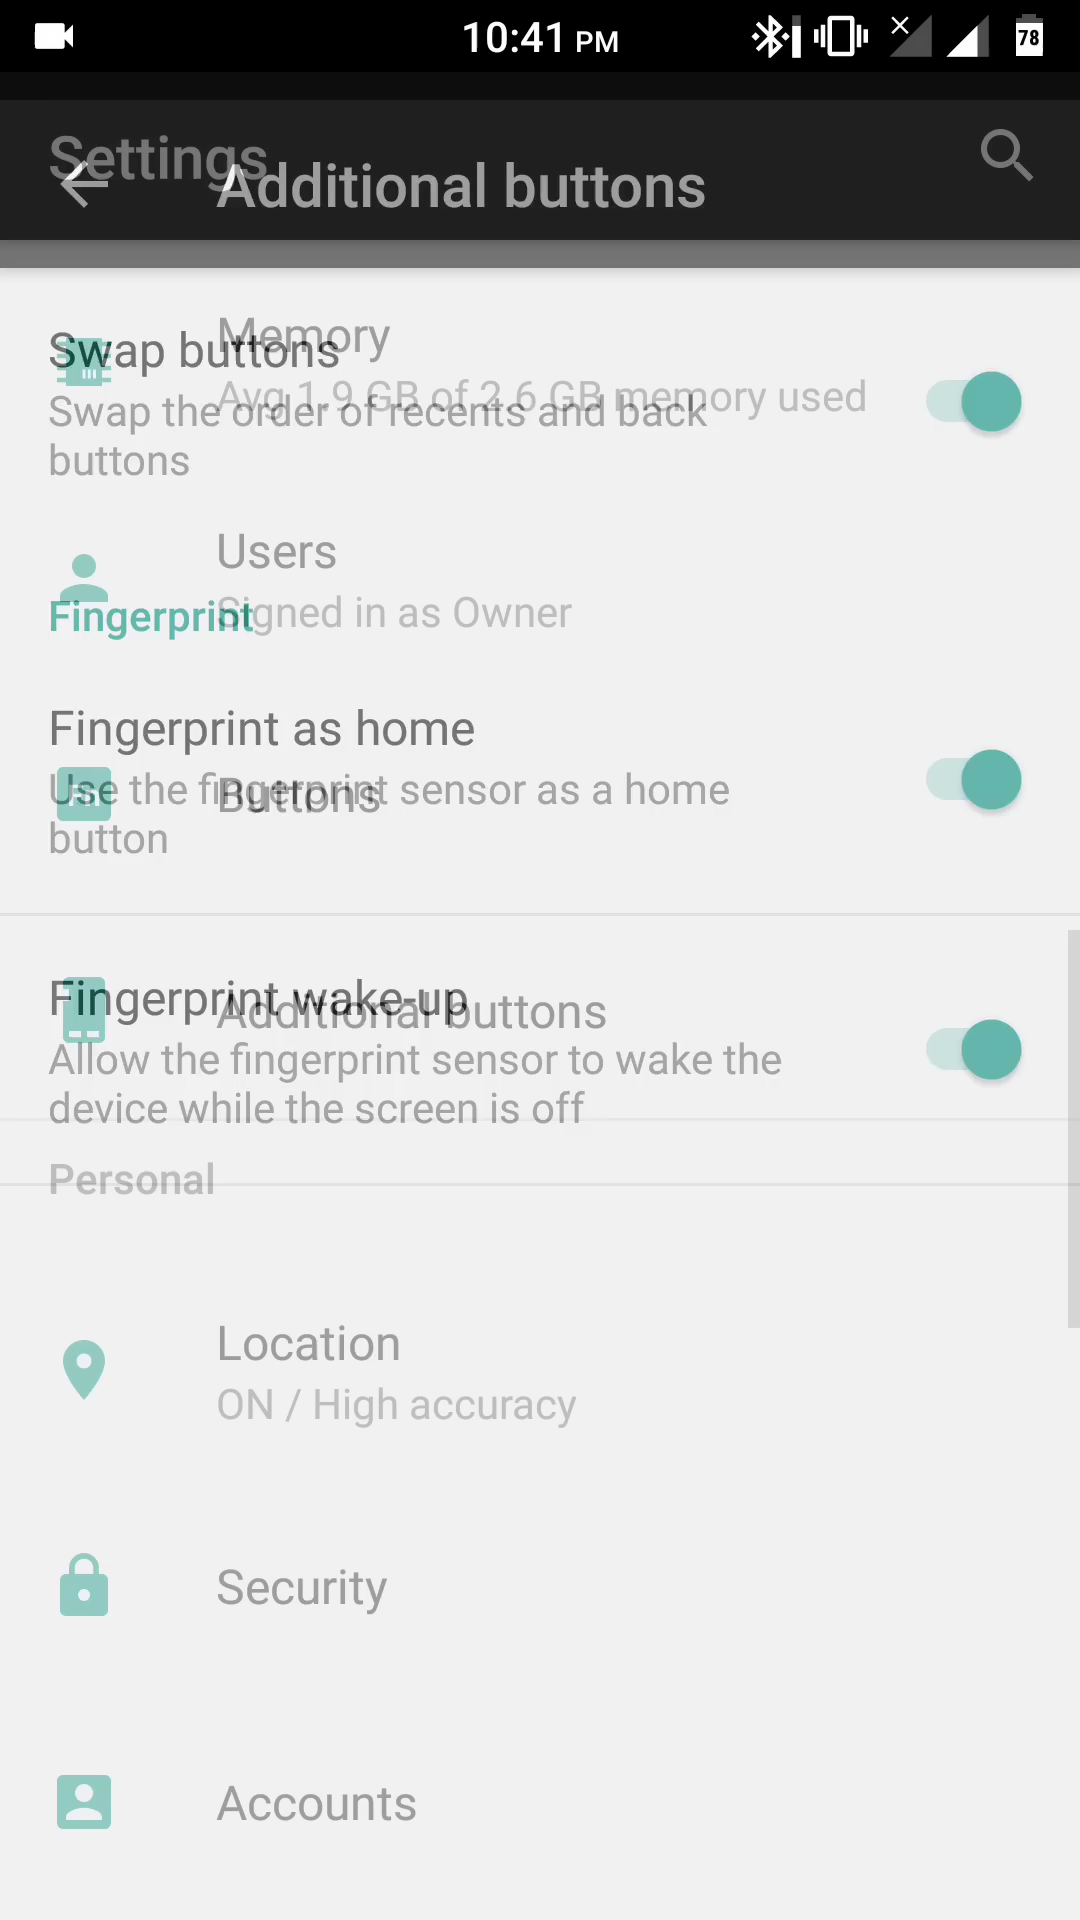 10:41 PM
78
Settings
Additional buttons
Memory
Swap buttons
Avg 1.9 GB of 2.6 GB memory used
Swap the order of recents and back
buttons
Users
Signed in as Owner
Fingerprint
Fingerprint as home
Use the fingerprint sensor as a home
Fn
Buttons
button
Fingerprint wake-up
Additional buttons
Allow the fingerprint sensor to wake the
device while the screen is off
Personal
Location
ON / High accuracy
Security
Accounts